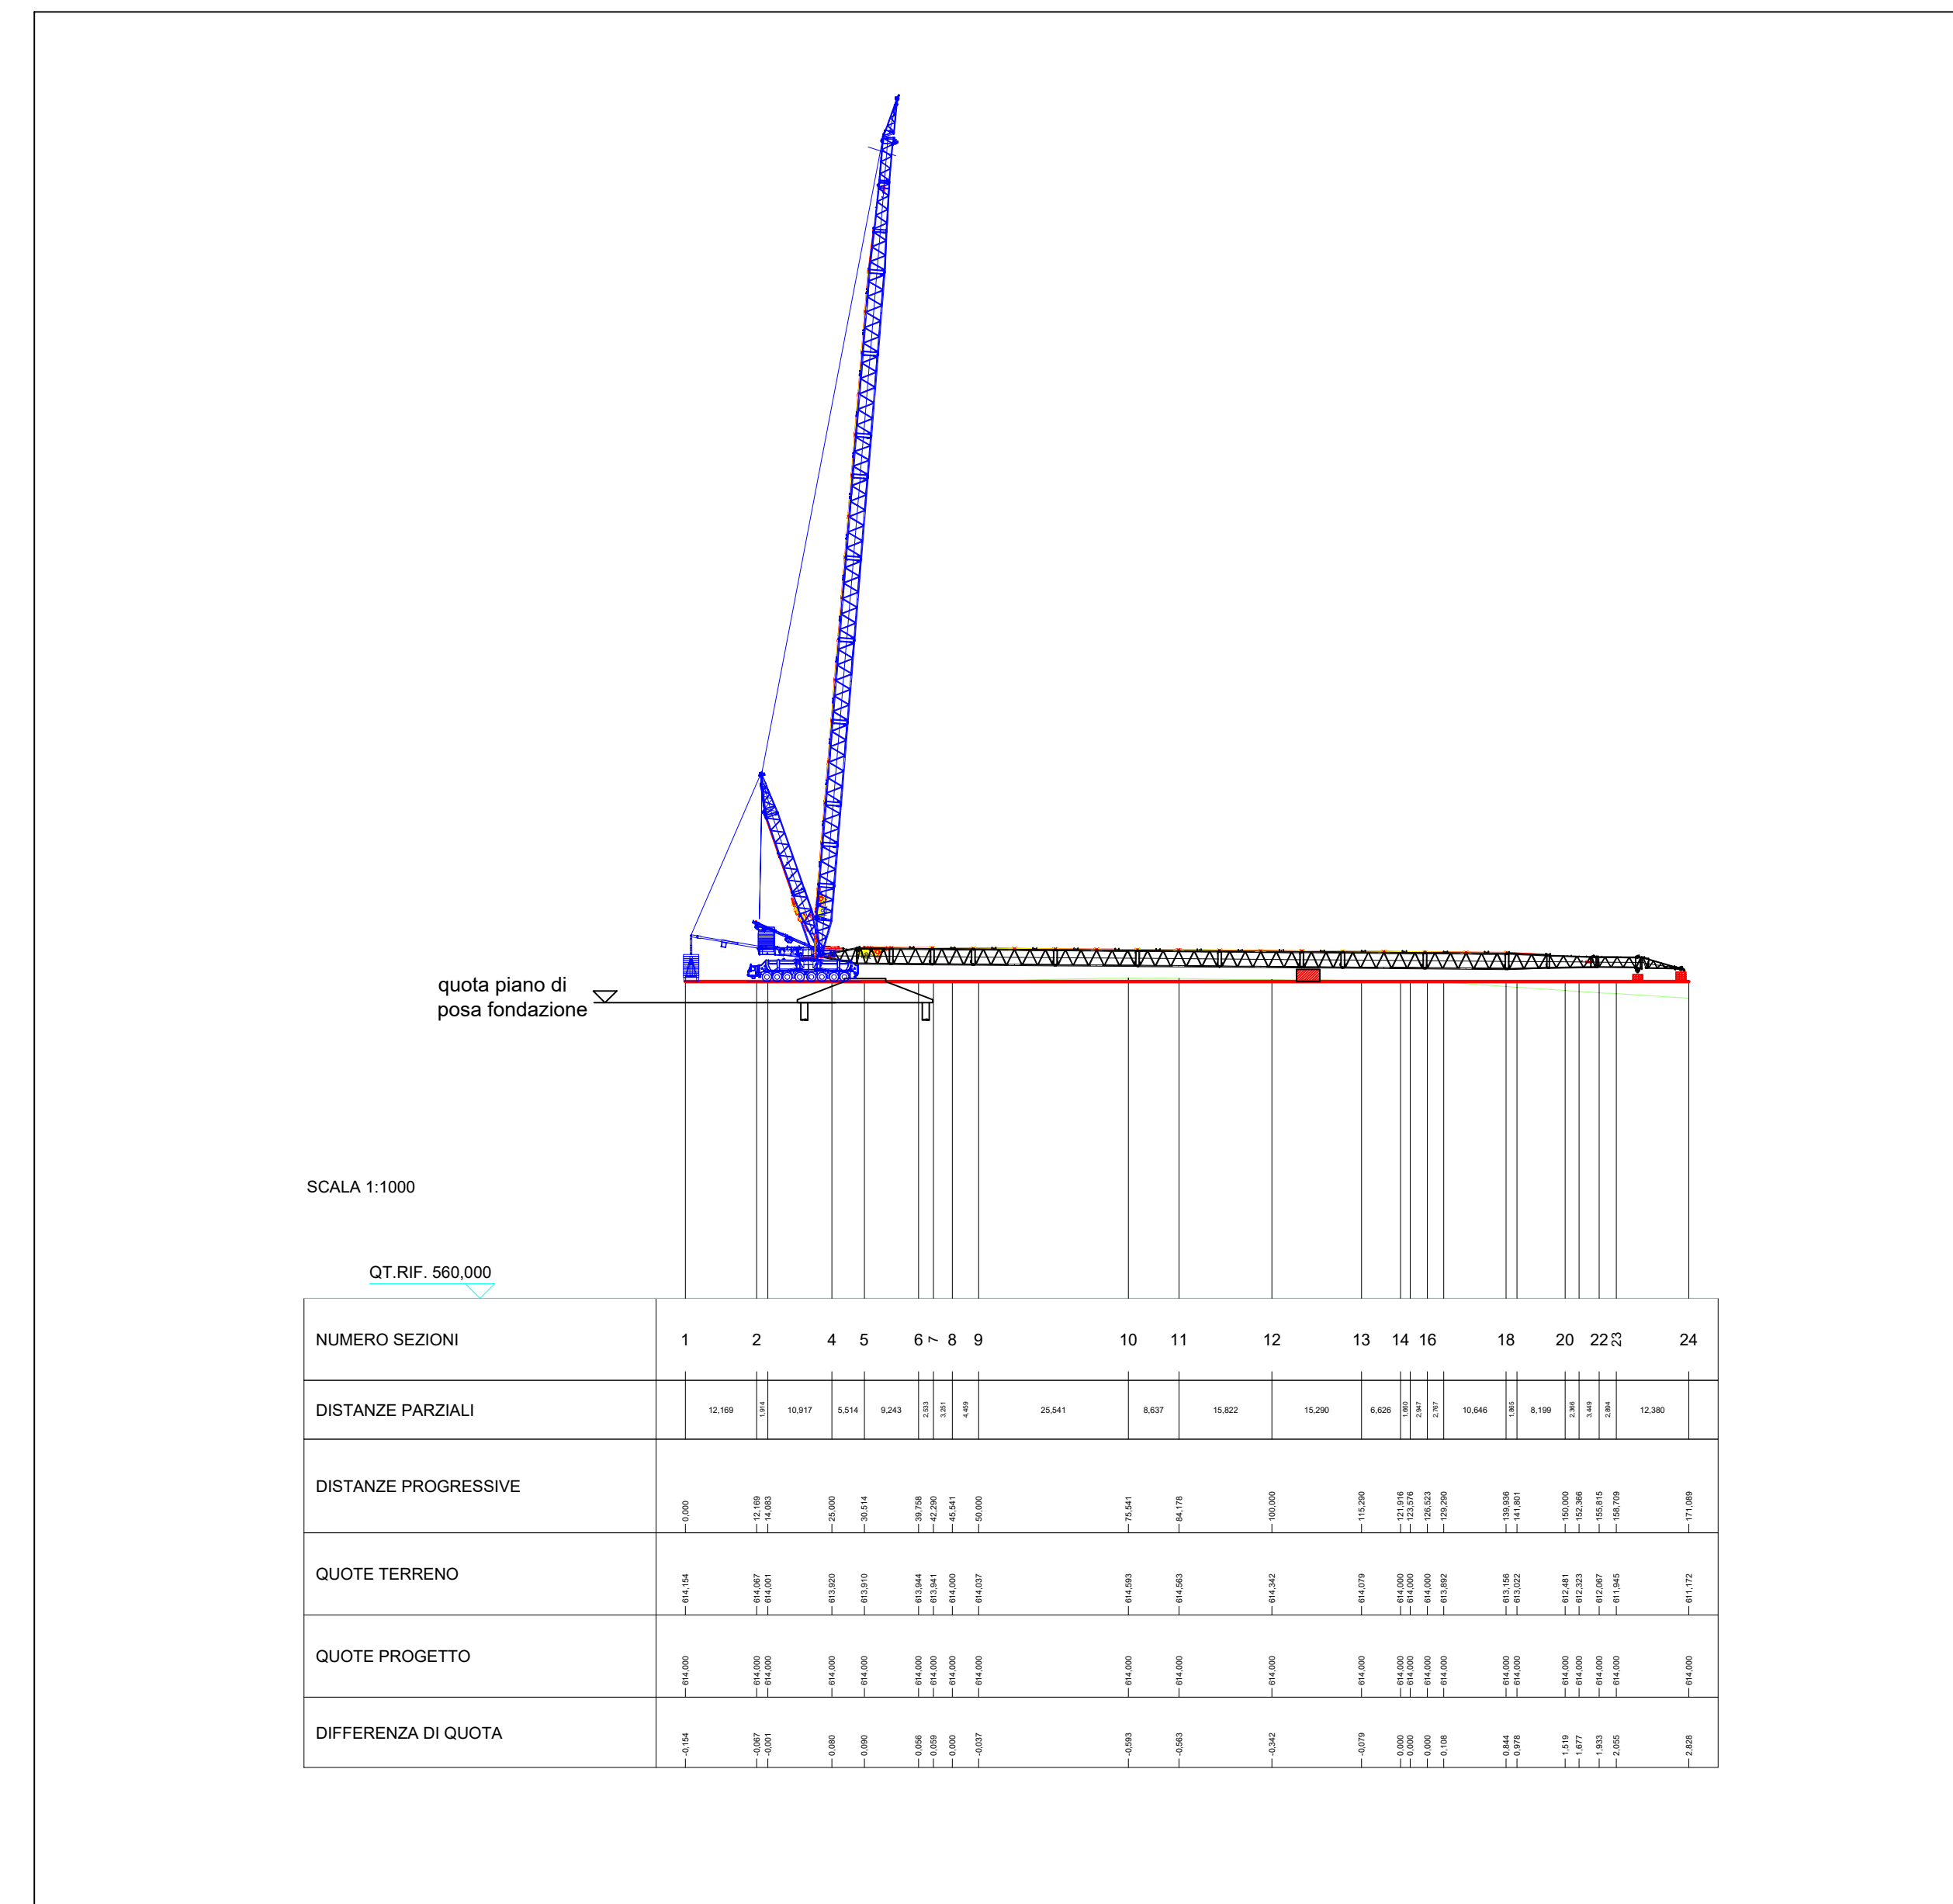 quota piano di
posa fondazione
SCALA 1:1000
QT.RIF. 560,000
NUMERO SEZIONI 1 2 4 5 6 7 8 9 10 11 12 13 14 16 18 20 22 23 24
DISTANZE PARZIALI 12,169 1,914 10,917 5,514 9,243 2,533 3,251 4,459 25,541 8,637 15,822 15,290 6,626 1,660 2,947 2,767 10,646 1,865 8,199 2,366 3,449 2,894 12,380
DISTANZE PROGRESSIVE 0,000 12,169 14,083 25,000 30,514 39,758 42,290 45,541 50,000 75,541 84,178 100,000 115,290 121,916 123,576 126,523 129,290 139,936 141,801 150,000 152,366 155,815 158,709 171,089
QUOTE TERRENO 614,154 614,067 614,001 613,920 613,910 613,944 613,941 614,000 614,037 614,593 614,563 614,342 614,079 614,000 614,000 614,000 613,892 613,156 613,022 612,481 612,323 612,067 611,945 611,172
QUOTE PROGETTO 614,000 614,000 614,000 614,000 614,000 614,000 614,000 614,000 614,000 614,000 614,000 614,000 614,000 614,000 614,000 614,000 614,000 614,000 614,000 614,000 614,000 614,000 614,000 614,000
DIFFERENZA DI QUOTA -0,154 -0,067 -0,001 0,080 0,090 0,056 0,059 0,000 -0,037 -0,593 -0,563 -0,342 -0,079 0,000 0,000 0,000 0,108 0,844 0,978 1,519 1,677 1,933 2,055 2,828